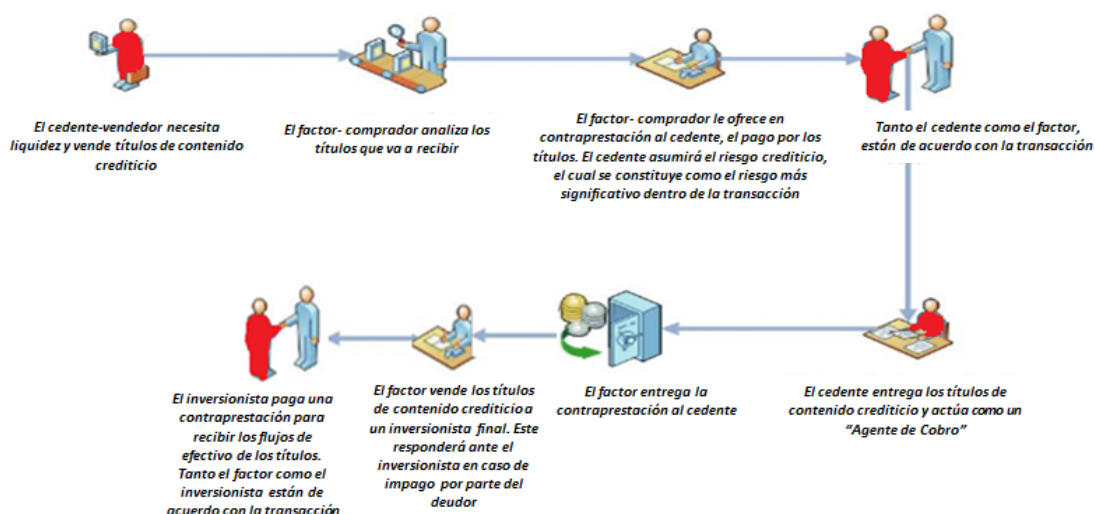 El cedente-vendedor necesita
liquidez y vende títulos de contenido
crediticio
El factor- comprador analiza los
títulos que va a recibir
El factor- comprador le ofrece en
contraprestación al cedente, el pago por los
títulos. El cedente asumirá el riesgo crediticio,
el cual se constituye como el riesgo más
significativo dentro de la transacción
Tanto el cedente como el factor,
están de acuerdo con la transacción
El cedente entrega los títulos de
contenido crediticio y actúa como un
“Agente de Cobro”
El factor entrega la
contraprestación al cedente
El factor vende los títulos
de contenido crediticio a
un inversionista final. Este
responderá ante el
inversionista en caso de
impago por parte del
deudor
El inversionista paga una
contraprestación para
recibir los flujos de
efectivo de los títulos.
Tanto el factor como el
inversionista están de
acuerdo con la transacción